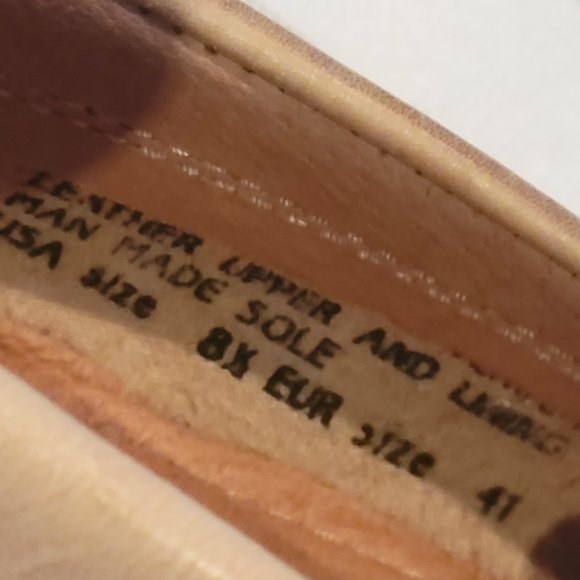 LEATHER UPPER AND LINING
MAN MADE SOLE
USA size 8½ EUR size 41